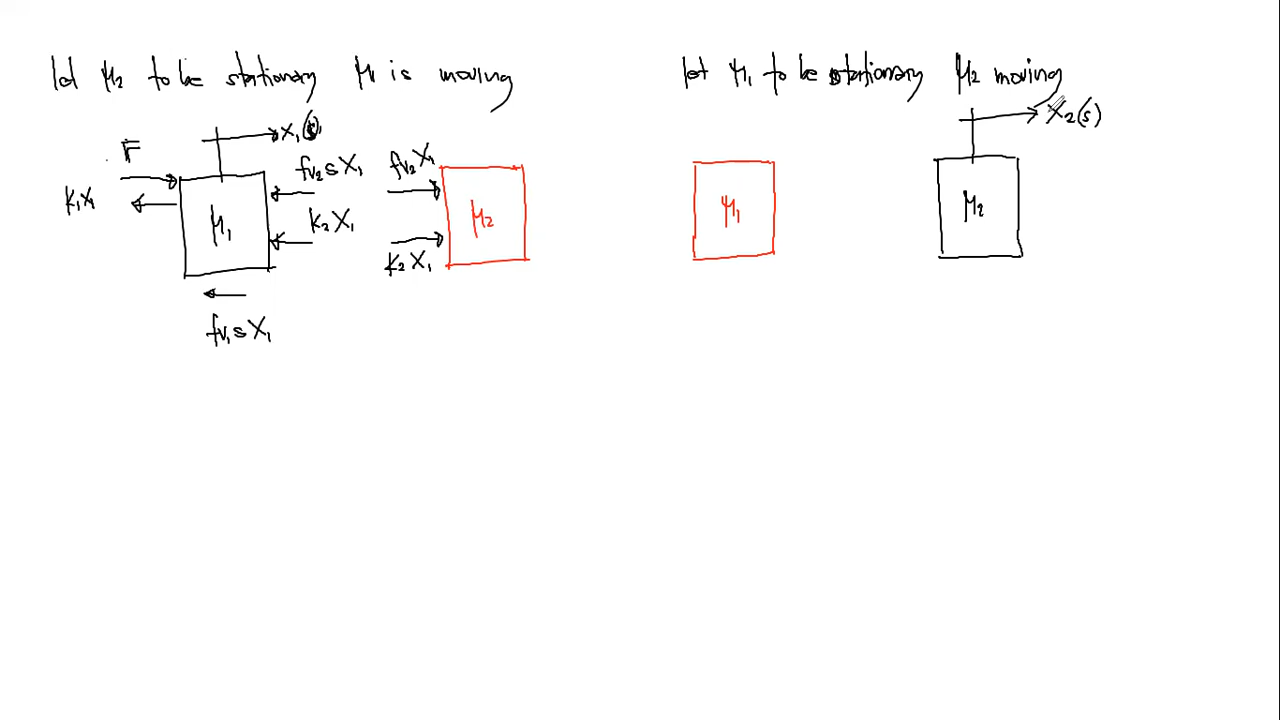 let M2 to be stationary M1 is moving
let M1 to be stationary M2 moving
X2(s)
X1(s)
F
fv2sX1
fv2X1
K1X1
K2X1
M1
M2
M1
M2
K2X1
fv1sX1